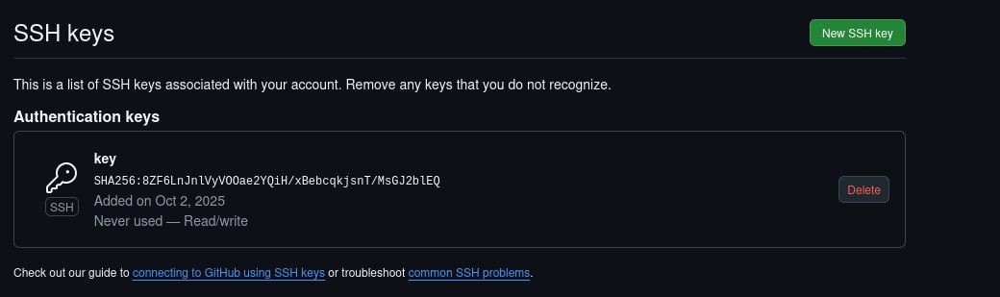 SSH keys
New SSH key
This is a list of SSH keys associated with your account. Remove any keys that you do not recognize.
Authentication keys
key
SHA256:8ZF6LnJnlVyVOOae2YQiH/xBebcqkjsnT/MsGJ2blEQ
SSH
Added on Oct 2, 2025
Never used — Read/write
Delete
Check out our guide to connecting to GitHub using SSH keys or troubleshoot common SSH problems.